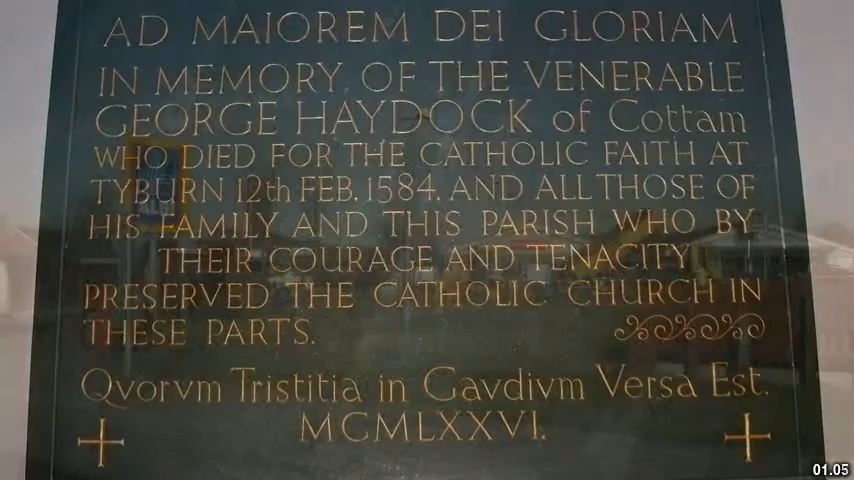 AD MAIOREM DEI GLORIAM
IN MEMORY OF THE VENERABLE
GEORGE HAYDOCK of Cottam
WHO DIED FOR THE CATHOLIC FAITH AT
TYBURN 12th FEB. 1584. AND ALL THOSE OF
HIS FAMILY AND THIS PARISH WHO BY
THEIR COURAGE AND TENACITY
PRESERVED THE CATHOLIC CHURCH IN
THESE PARTS.
Qvorvm Tristitia in Gavdivm Versa Est.
MCMLXXVI.
01.05